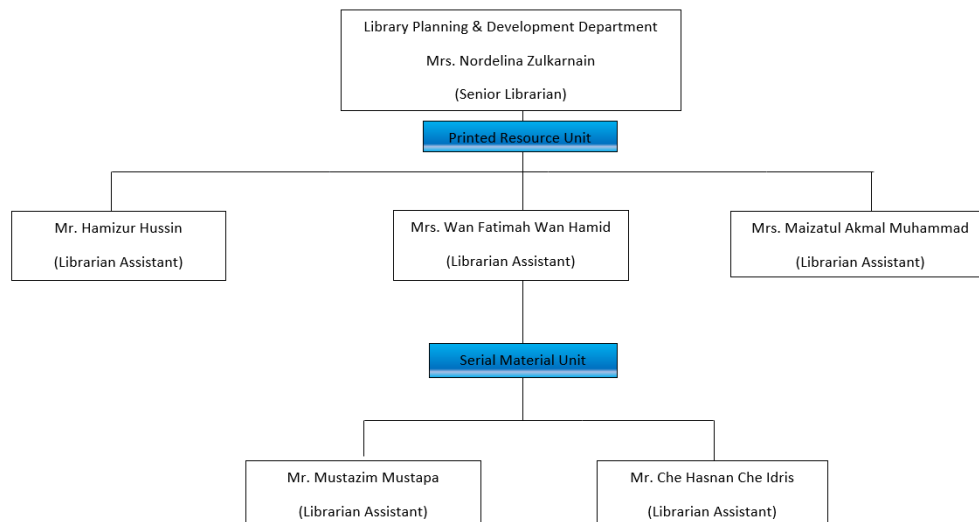 Library Planning & Development Department
Mrs. Nordelina Zulkarnain
(Senior Librarian)
Printed Resource Unit
Mr. Hamizur Hussin
(Librarian Assistant)
Mrs. Wan Fatimah Wan Hamid
(Librarian Assistant)
Mrs. Maizatul Akmal Muhammad
(Librarian Assistant)
Serial Material Unit
Mr. Mustazim Mustapa
(Librarian Assistant)
Mr. Che Hasnan Che Idris
(Librarian Assistant)